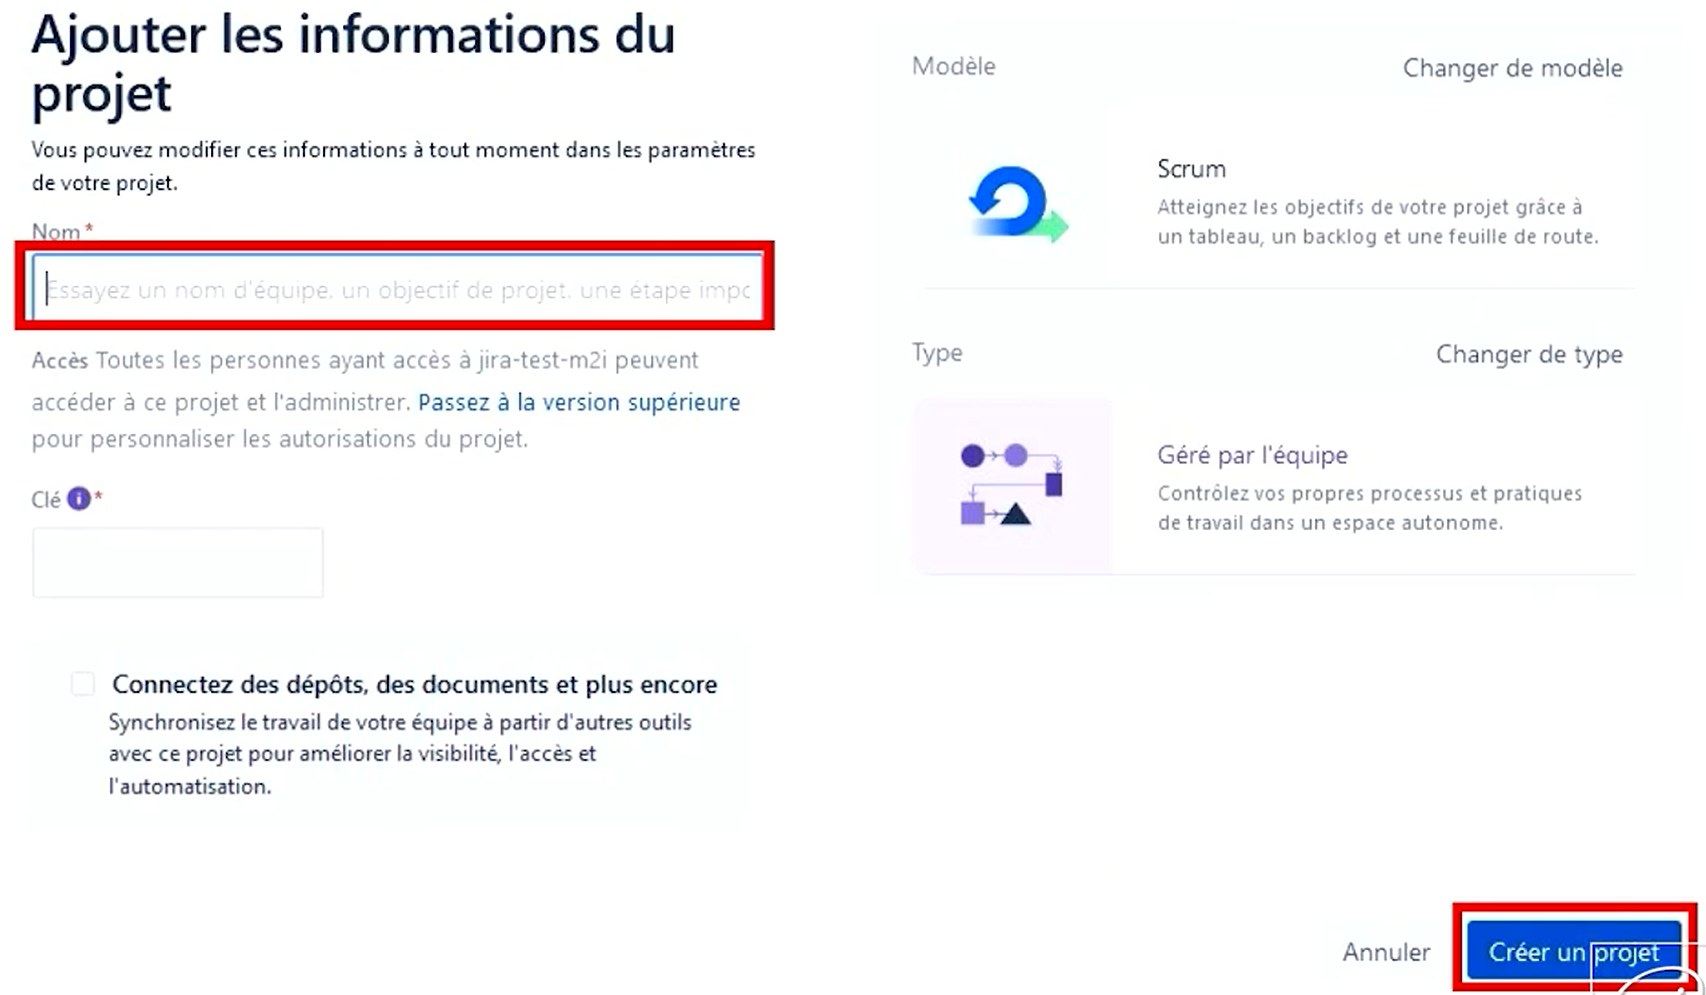 Ajouter les informations du
projet
Vous pouvez modifier ces informations à tout moment dans les paramètres
de votre projet.
Nom *
Essayez un nom d'équipe, un objectif de projet, une étape impo
Accès Toutes les personnes ayant accès à jira-test-m2i peuvent
accéder à ce projet et l'administrer. Passez à la version supérieure
pour personnaliser les autorisations du projet.
Clé i *
Connectez des dépôts, des documents et plus encore
Synchronisez le travail de votre équipe à partir d'autres outils
avec ce projet pour améliorer la visibilité, l'accès et
l'automatisation.
Modèle
Changer de modèle
Scrum
Atteignez les objectifs de votre projet grâce à
un tableau, un backlog et une feuille de route.
Type
Changer de type
Géré par l'équipe
Contrôlez vos propres processus et pratiques
de travail dans un espace autonome.
Annuler
Créer un projet